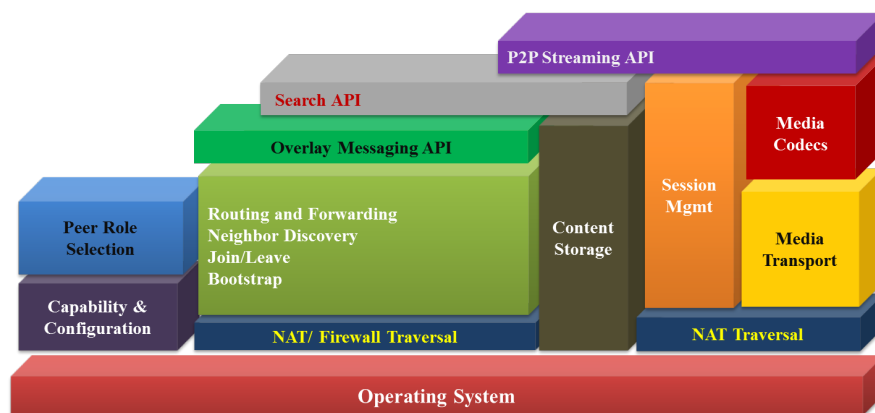 P2P Streaming API
Search API
Media
Codecs
Overlay Messaging API
Session
Mgmt
Peer Role
Selection
Routing and Forwarding
Neighbor Discovery
Join/Leave
Bootstrap
Content
Storage
Media
Transport
Capability &
Configuration
NAT/ Firewall Traversal
NAT Traversal
Operating System